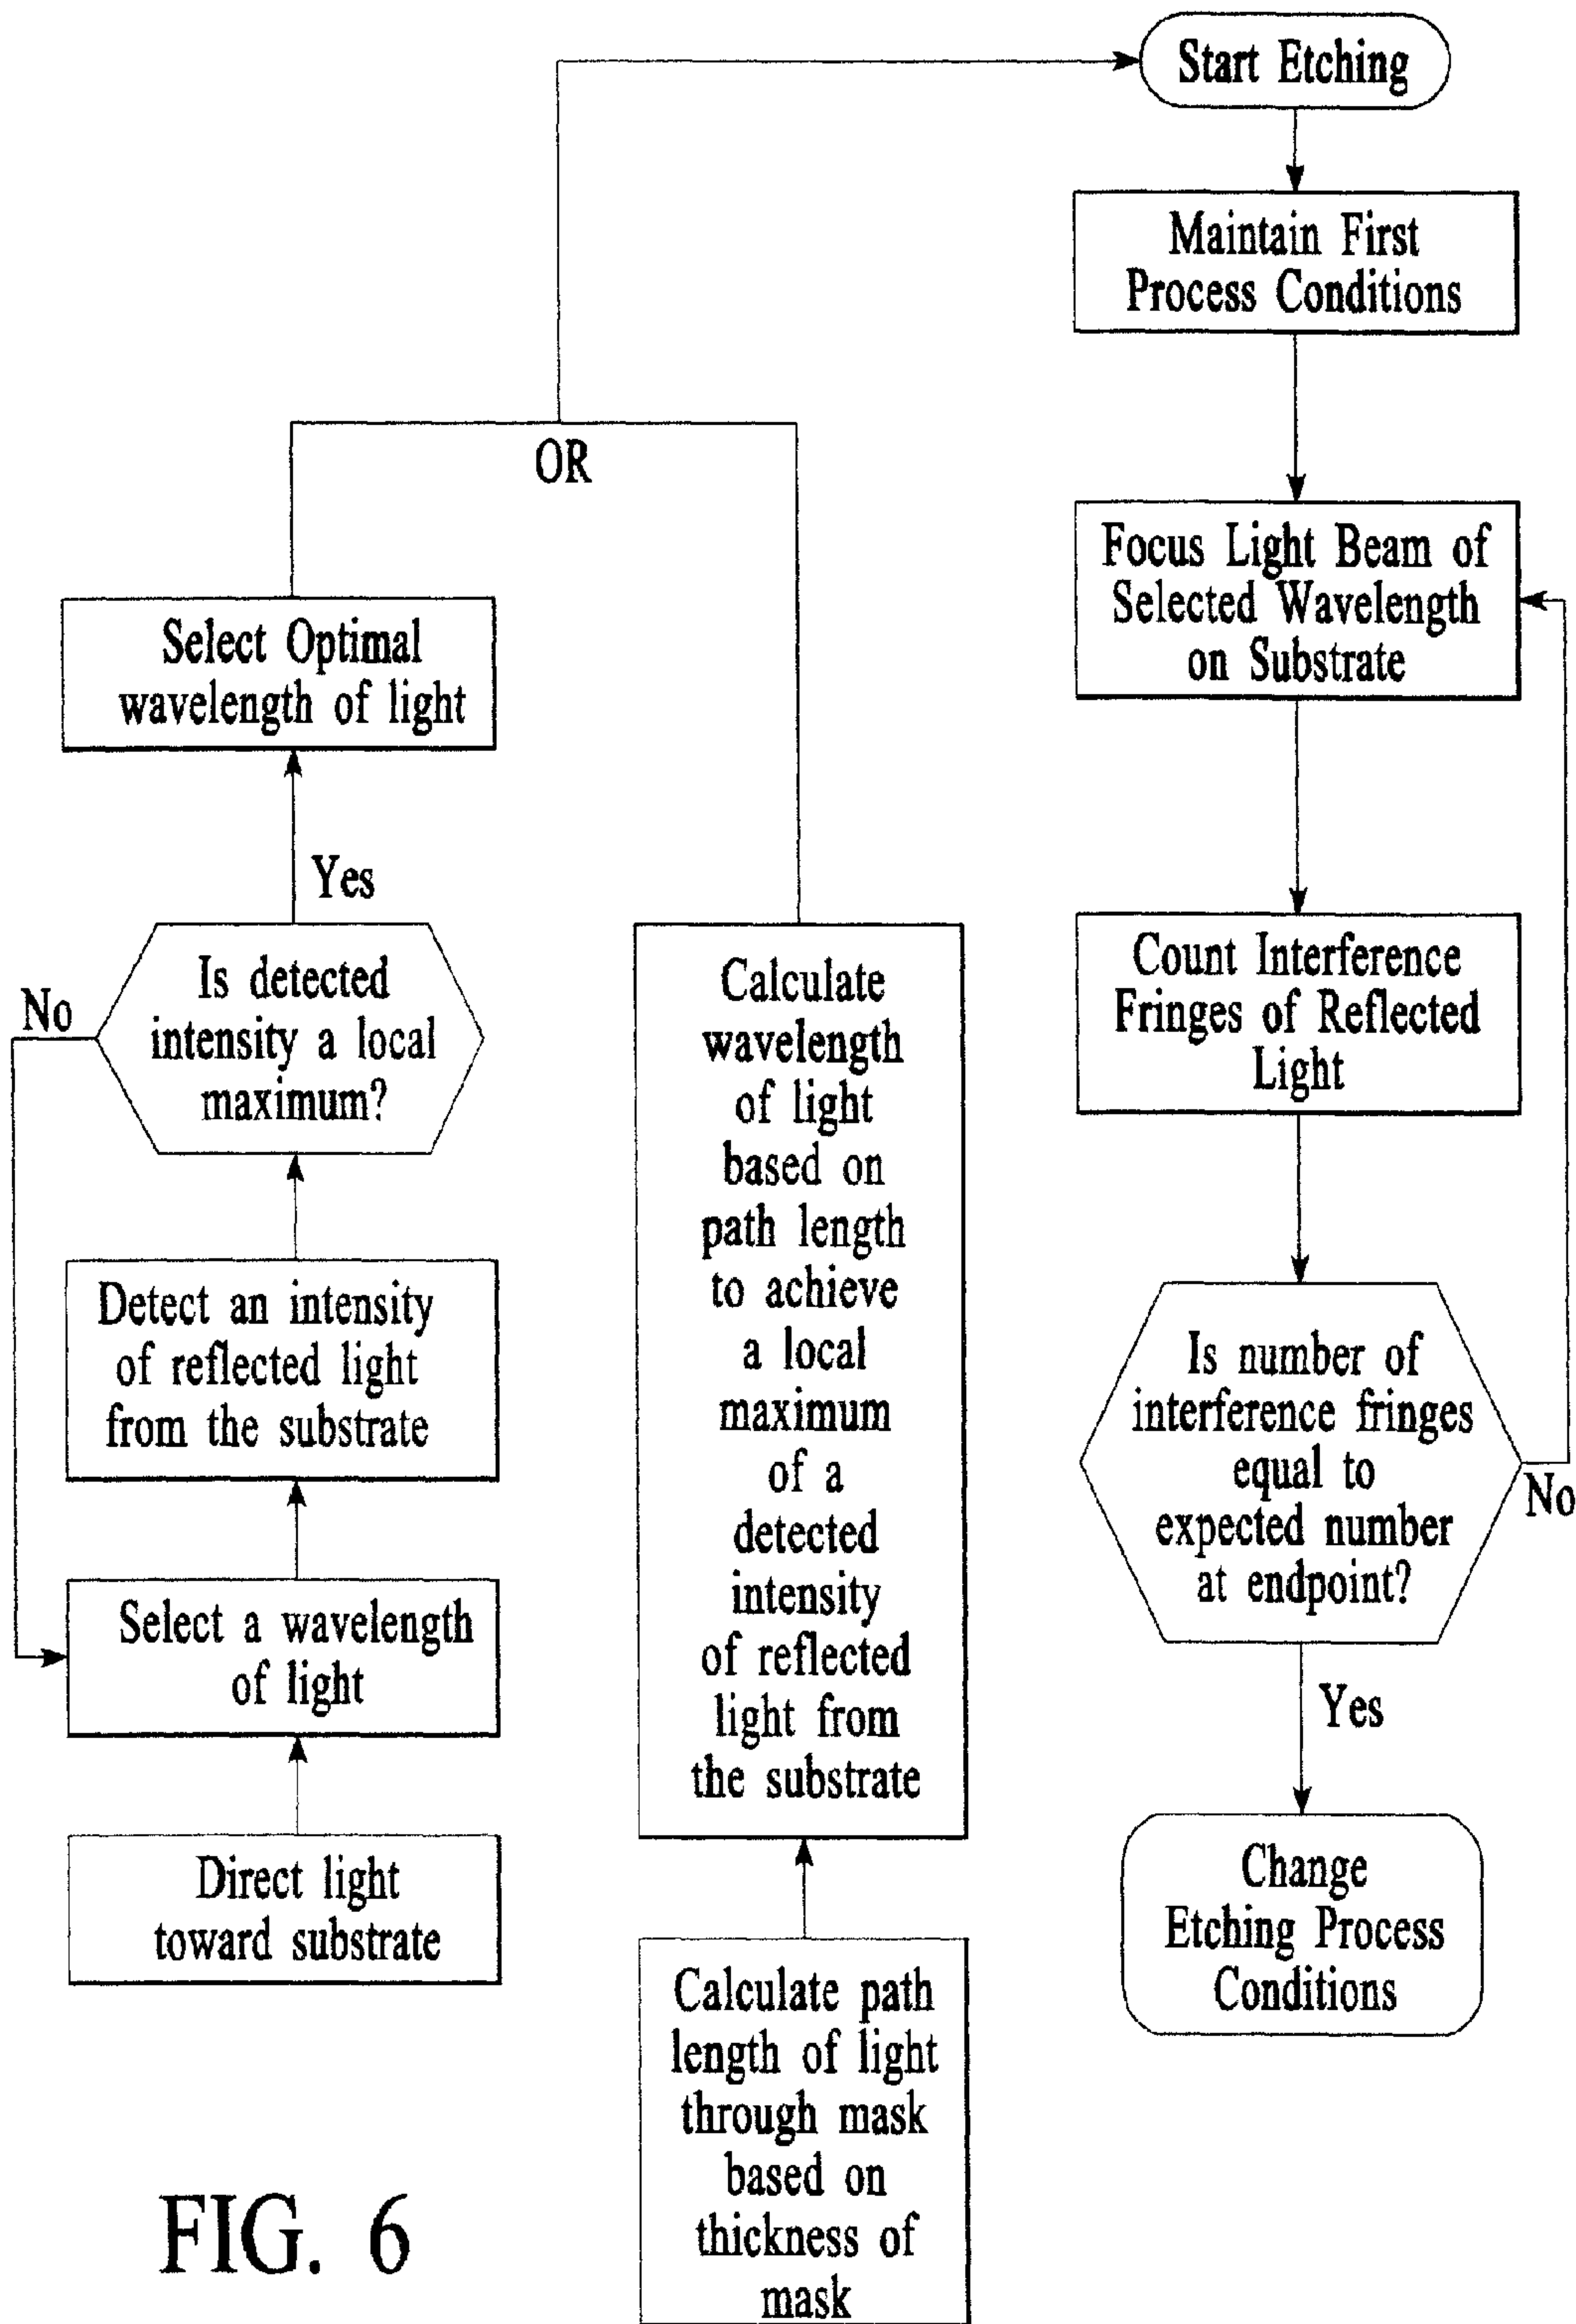 Start Etching
Maintain First
Process Conditions
Focus Light Beam of
Selected Wavelength
on Substrate
Count Interference
Fringes of Reflected
Light
Is number of
interference fringes
equal to
expected number
at endpoint?
No
Yes
Change
Etching Process
Conditions
OR
Select Optimal
wavelength of light
Yes
Is detected
intensity a local
maximum?
No
Detect an intensity
of reflected light
from the substrate
Select a wavelength
of light
Direct light
toward substrate
Calculate
wavelength
of light
based on
path length
to achieve
a local
maximum
of a
detected
intensity
of reflected
light from
the substrate
Calculate path
length of light
through mask
based on
thickness of
mask
FIG. 6